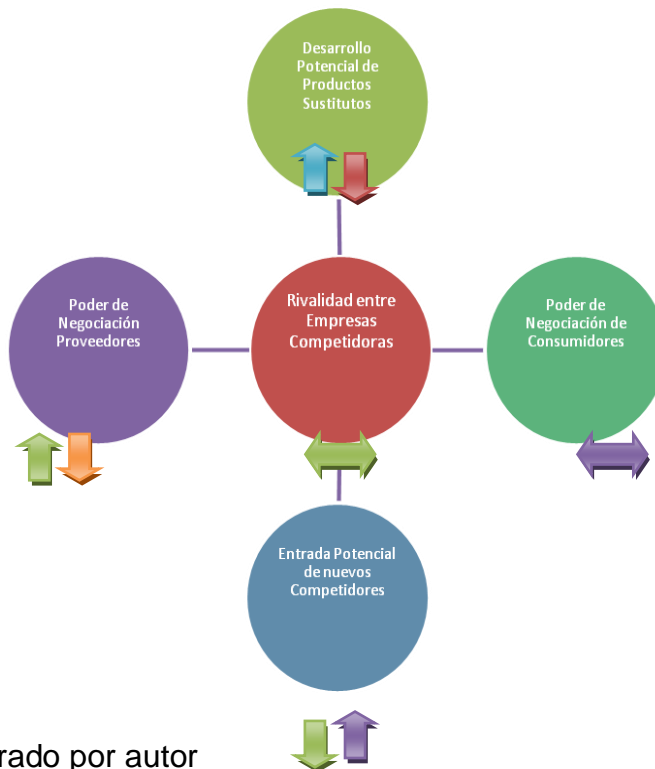 Desarrollo
Potencial de
Productos
Sustitutos
Poder de
Negociación
Proveedores
Rivalidad entre
Empresas
Competidoras
Poder de
Negociación de
Consumidores
Entrada Potencial
de nuevos
Competidores
rado por autor